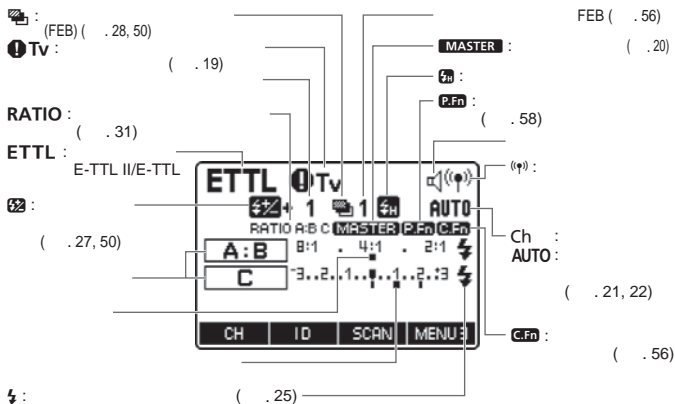 :
(FEB) ( . 28, 50)
Tv :
( . 19)
RATIO :
( . 31)
ETTL :
E-TTL II/E-TTL
:
( . 27, 50)
:
( . 25)
FEB ( . 56)
MASTER :
( . 20)
:
P.Fn :
( . 58)
:
Ch :
AUTO :
( . 21, 22)
C.Fn :
( . 56)
ETTL Tv
+ 1 1 AUTO
RATIO A:B C MASTER P.Fn C.Fn
A:B 8:1 . 4:1 . 2:1
C -3..2..1.. ..1..2.:3
CH ID SCAN MENU 3